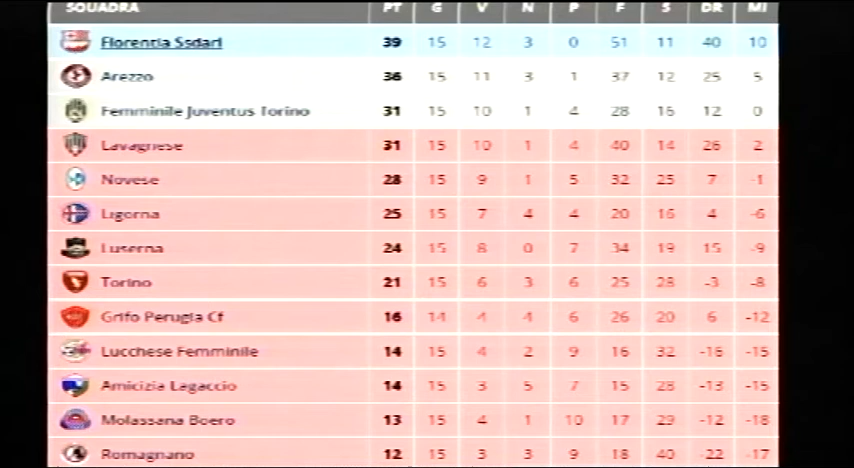 SQUADRA PT G V N P F S DR MI
Florentia Ssdarl 39 15 12 3 0 51 11 40 10
Arezzo 36 15 11 3 1 37 12 25 5
Femminile Juventus Torino 31 15 10 1 4 28 16 12 0
Lavagnese 31 15 10 1 4 40 14 26 2
Novese 28 15 9 1 5 32 25 7 -1
Ligorna 25 15 7 4 4 20 16 4 -6
Luserna 24 15 8 0 7 34 19 15 -9
Torino 21 15 6 3 6 25 28 -3 -8
Grifo Perugia Cf 16 14 4 4 6 26 20 6 -12
Lucchese Femminile 14 15 4 2 9 16 32 -16 -15
Amicizia Lagaccio 14 15 3 5 7 15 28 -13 -15
Molassana Boero 13 15 4 1 10 17 29 -12 -18
Romagnano 12 15 3 3 9 18 40 -22 -17